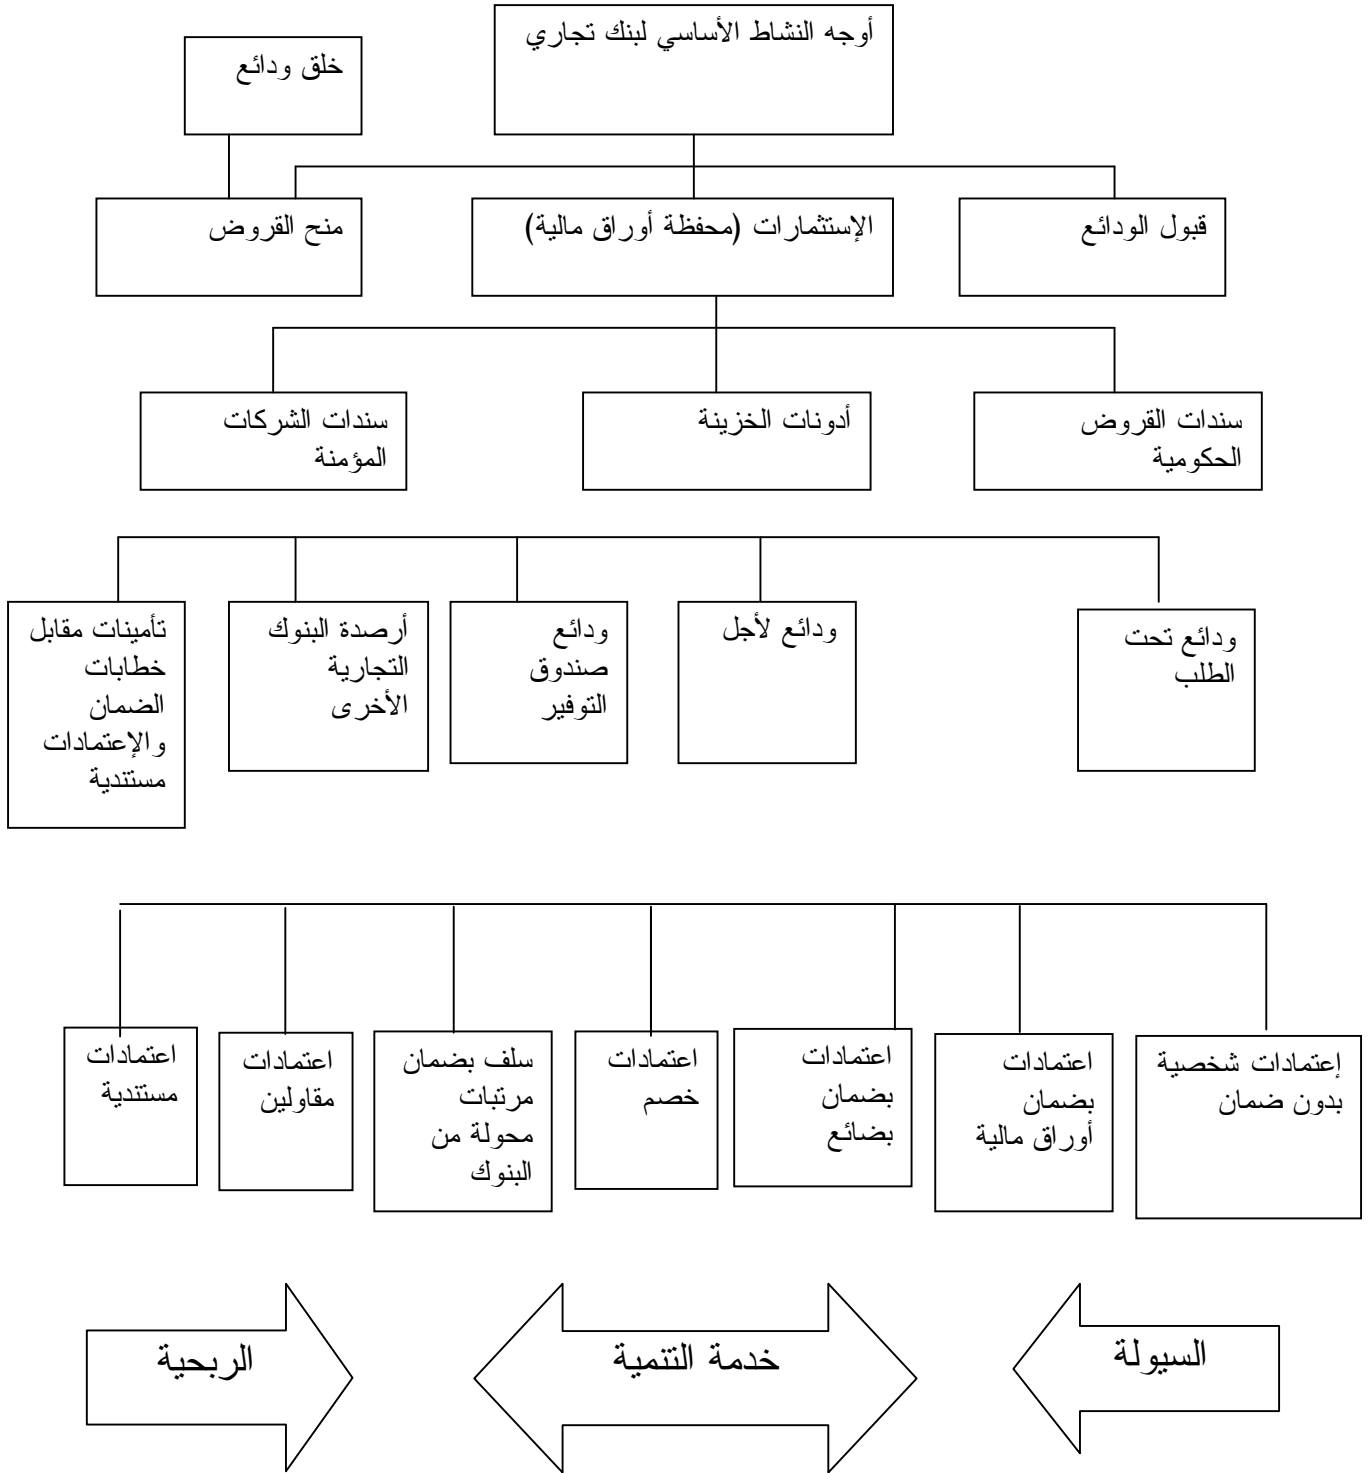 أوجه النشاط الأساسي لبنك تجاري
خلق ودائع
قبول الودائع
الإستثمارات (محفظة أوراق مالية)
منح القروض
سندات القروض
الحكومية
أدونات الخزينة
سندات الشركات
المؤمنة
ودائع تحت
الطلب
ودائع لأجل
ودائع
صندوق
التوفير
أرصدة البنوك
التجارية
الأخرى
تأمينات مقابل
خطابات
الضمان
والإعتمادات
مستندية
إعتمادات شخصية
بدون ضمان
اعتمادات
بضمان
أوراق مالية
اعتمادات
بضمان
بضائع
اعتمادات
خصم
سلف بضمان
مرتبات
محولة من
البنوك
اعتمادات
مقاولين
اعتمادات
مستندية
السيولة
خدمة التنمية
الربحية